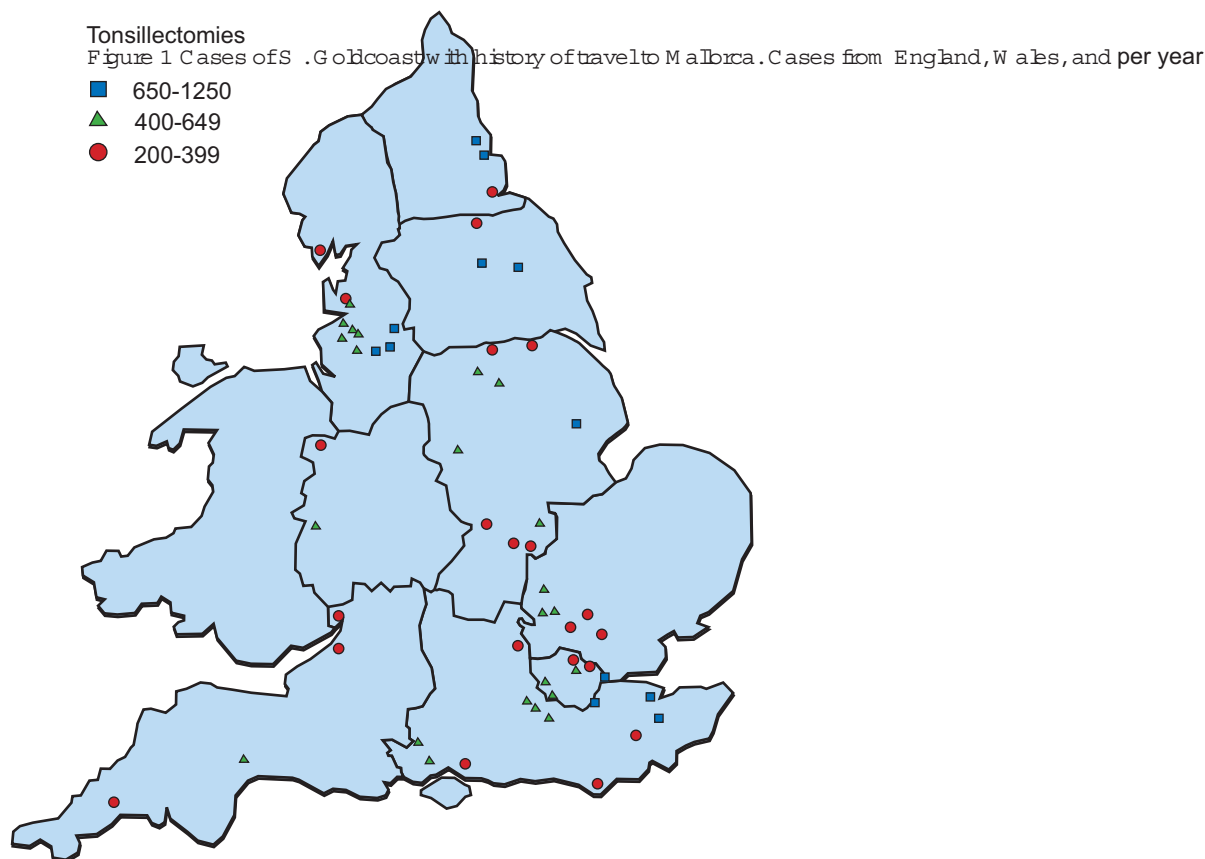 Tonsillectomies
Figure 1 Cases of S. Goldcoast with history of travel to Mallorca. Cases from England, Wales, and per year
650-1250
400-649
200-399